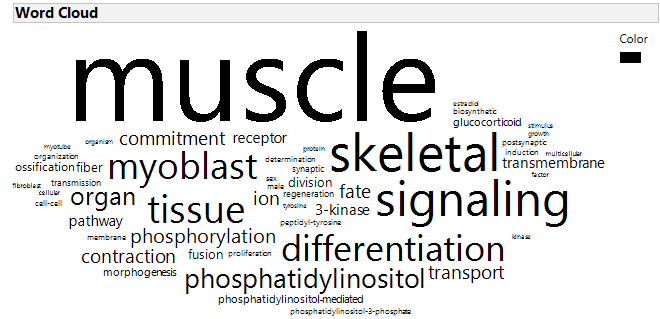 Word Cloud
Color
muscle
estradiol
biosynthetic
glucocorticoid
stimulus
growth
myotube organism commitment receptor protein skeletal postsynaptic
organization determination induction multicellular
ossification fiber myoblast synaptic transmembrane
fibroblast transmission sex division factor
cellular male regeneration fate
cell-cell organ tissue ion tyrosine 3-kinase signaling
pathway peptidyl-tyrosine
membrane phosphorylation differentiation kinase
contraction fusion proliferation
morphogenesis phosphatidylinositol transport
phosphatidylinositol-mediated
phosphatidylinositol-3-phosphate